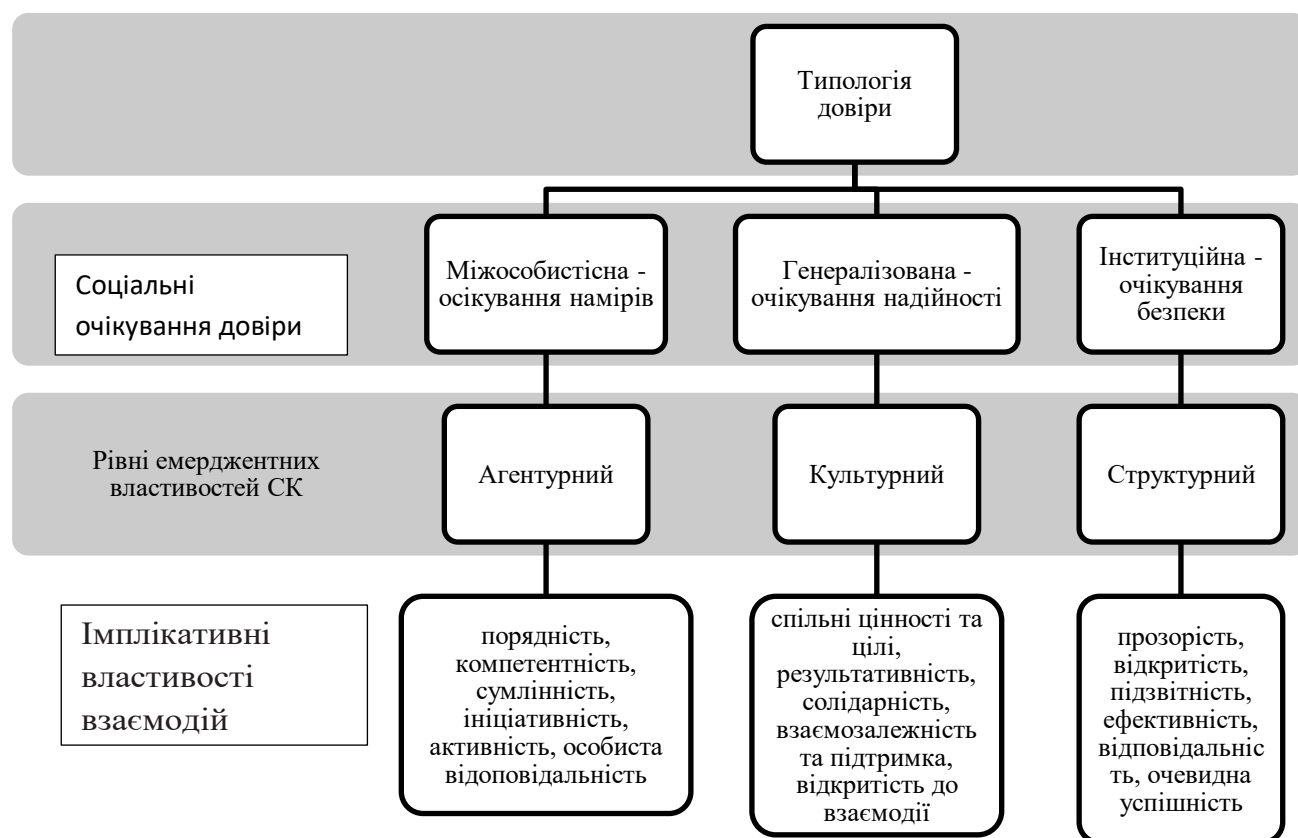 Типологія
довіри
Соціальні
очікування довіри
Міжособистісна -
осікування намірів
Генералізована -
очікування надійності
Інституційна -
очікування
безпеки
Рівні емерджентних
властивостей СК
Агентурний
Культурний
Структурний
Імплікативні
властивості
взаємодій
порядність,
компетентність,
сумлінність,
ініціативність,
активність, особиста
відоповідальність
спільні цінності та
цілі,
результативність,
солідарність,
взаємозалежність
та підтримка,
відкритість до
взаємодії
прозорість,
відкритість,
підзвітність,
ефективність,
відповідальніс
ть, очевидна
успішність